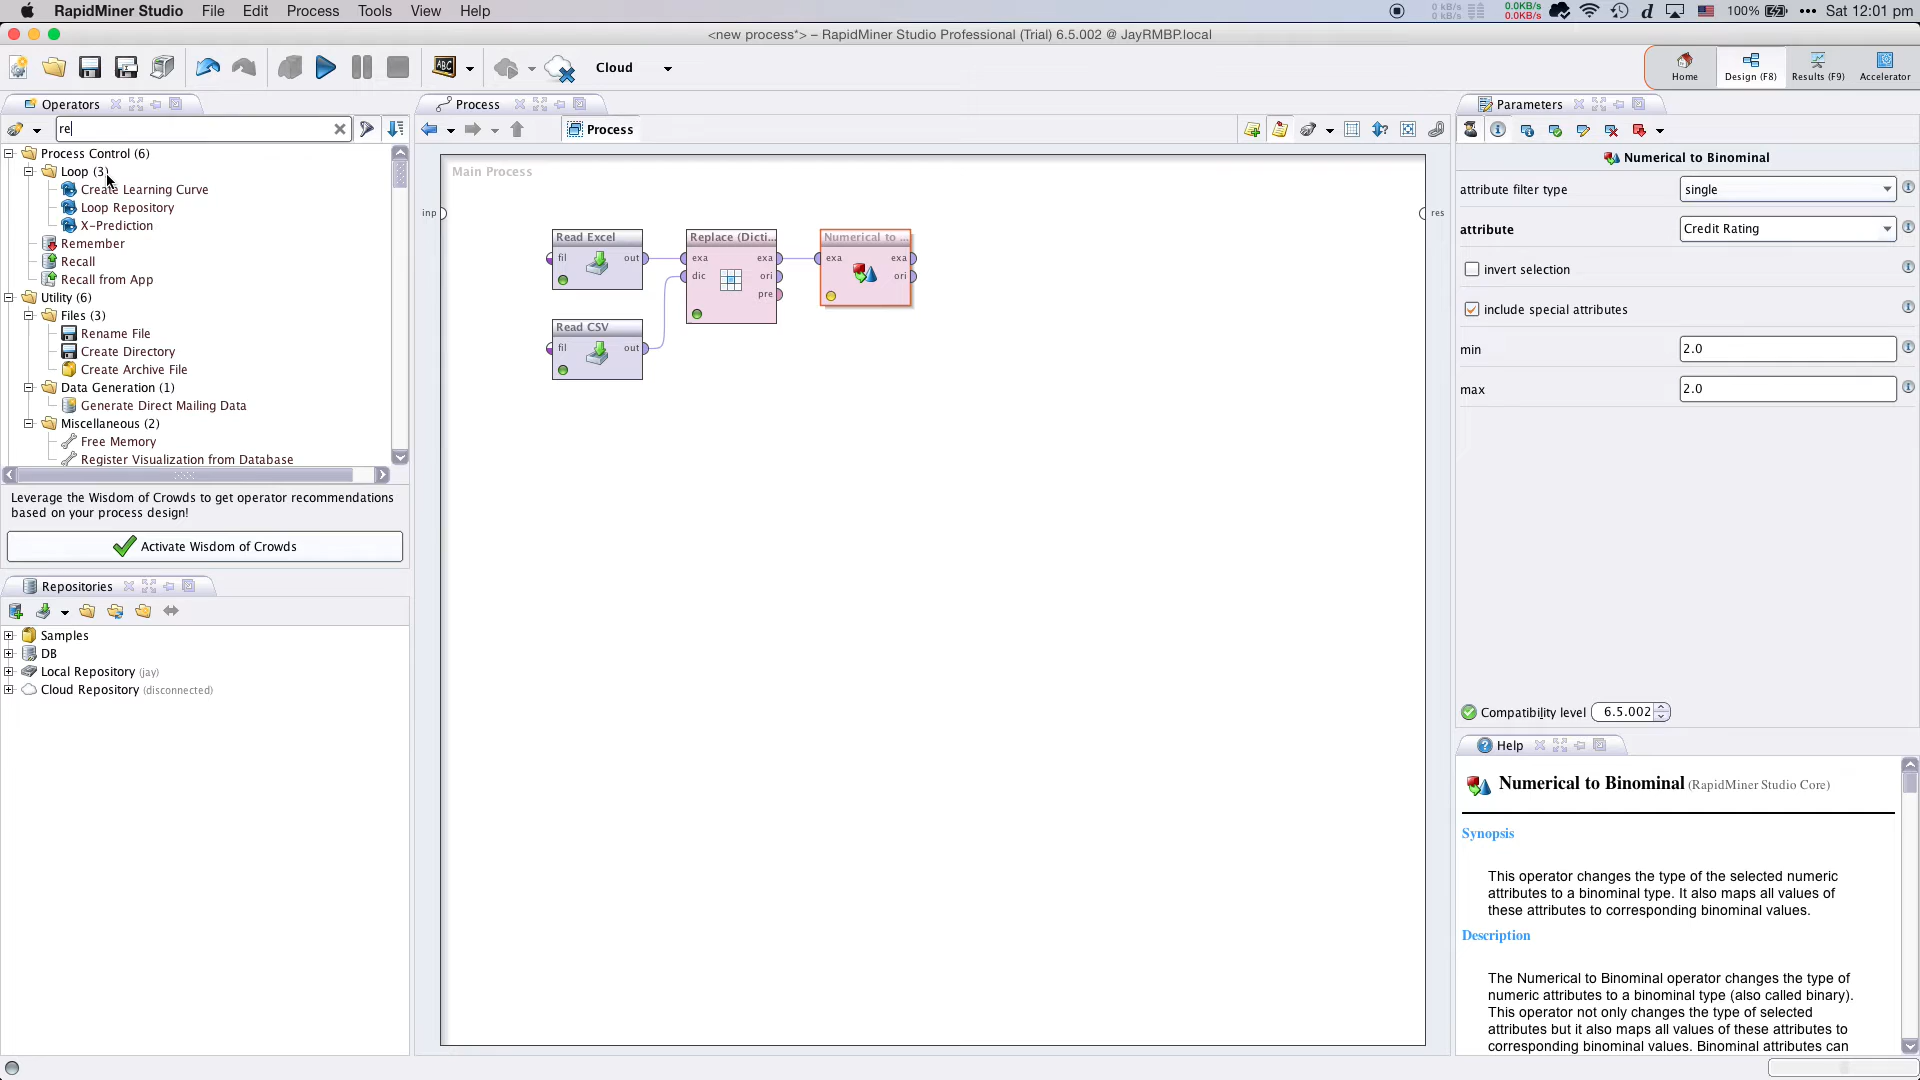 RapidMiner Studio File Edit Process Tools View Help 0 kB/s 0 kB/s 0.0KB/s 0.0KB/s d 100% Sat 12:01 pm
<new process*> – RapidMiner Studio Professional (Trial) 6.5.002 @ JayRMBP.local
ABC Cloud Home Design (F8) Results (F9) Accelerator
Operators
re
Process Control (6)
Loop (3)
Create Learning Curve
Loop Repository
X-Prediction
Remember
Recall
Recall from App
Utility (6)
Files (3)
Rename File
Create Directory
Create Archive File
Data Generation (1)
Generate Direct Mailing Data
Miscellaneous (2)
Free Memory
Register Visualization from Database
Leverage the Wisdom of Crowds to get operator recommendations
based on your process design!
Activate Wisdom of Crowds
Repositories
Samples
DB
Local Repository (jay)
Cloud Repository (disconnected)
Process
Process
Main Process
inp
res
Read Excel
fil out
Replace (Dicti...
exa exa
dic ori
pre
Numerical to ...
exa exa
ori
Read CSV
fil out
Parameters
Numerical to Binominal
attribute filter type single
attribute Credit Rating
invert selection
include special attributes
min 2.0
max 2.0
Compatibility level 6.5.002
Help
Numerical to Binominal (RapidMiner Studio Core)
Synopsis
This operator changes the type of the selected numeric
attributes to a binominal type. It also maps all values of
these attributes to corresponding binominal values.
Description
The Numerical to Binominal operator changes the type of
numeric attributes to a binominal type (also called binary).
This operator not only changes the type of selected
attributes but it also maps all values of these attributes to
corresponding binominal values. Binominal attributes can